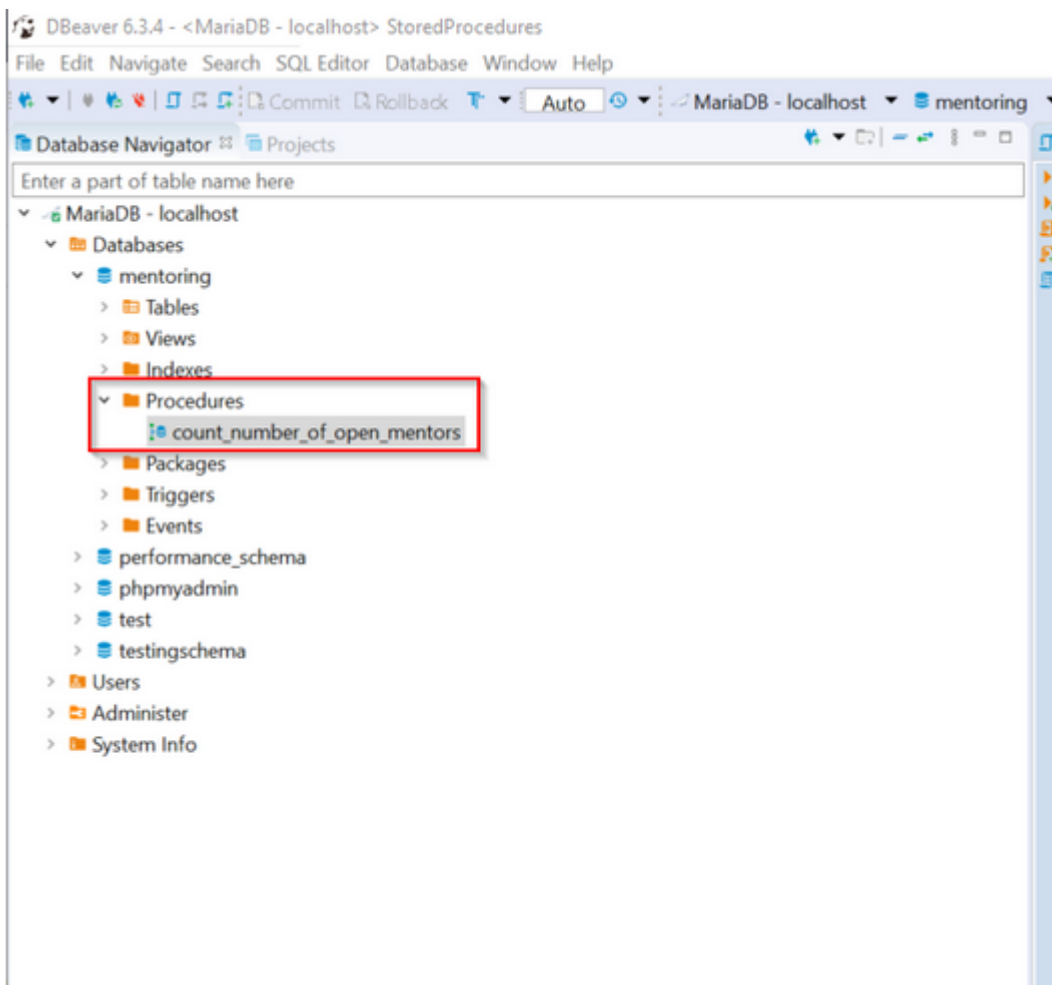 DBeaver 6.3.4 - <MariaDB - localhost> StoredProcedures
File Edit Navigate Search SQL Editor Database Window Help
Commit Rollback T Auto MariaDB - localhost mentoring
Database Navigator Projects
Enter a part of table name here
MariaDB - localhost
Databases
mentoring
Tables
Views
Indexes
Procedures
count_number_of_open_mentors
Packages
Triggers
Events
performance_schema
phpmyadmin
test
testingschema
Users
Administer
System Info